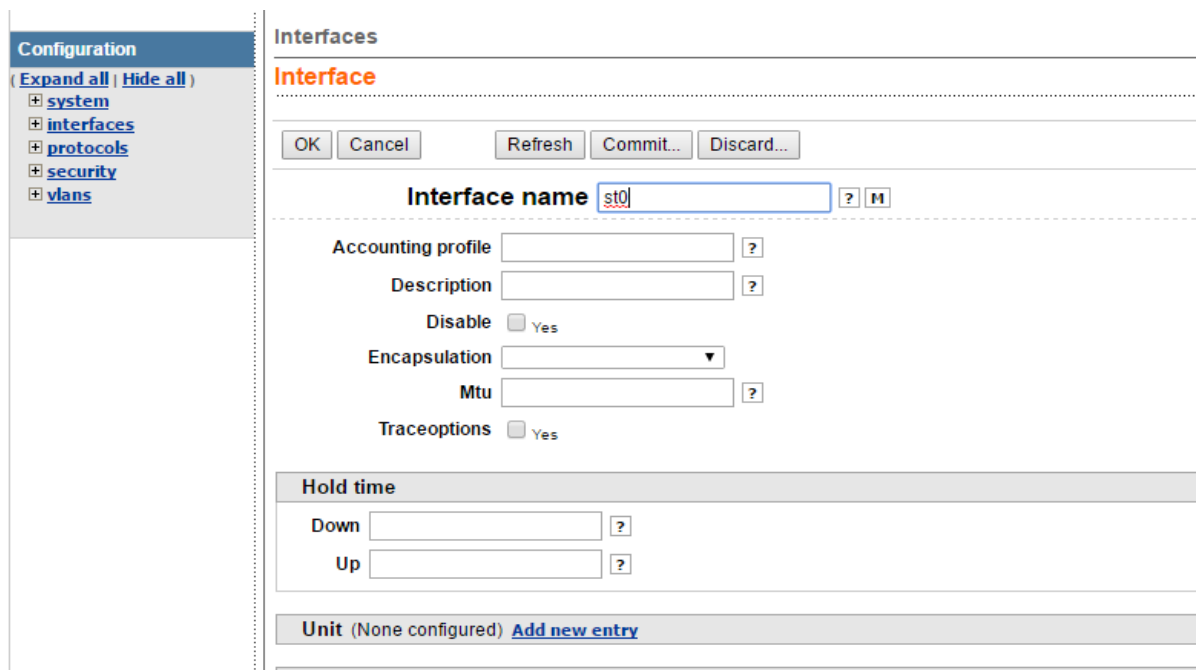 Configuration
( Expand all | Hide all )
system
interfaces
protocols
security
vlans
Interfaces
Interface
OK Cancel Refresh Commit... Discard...
Interface name st0 ? M
Accounting profile ?
Description ?
Disable Yes
Encapsulation
Mtu ?
Traceoptions Yes
Hold time
Down ?
Up ?
Unit (None configured) Add new entry